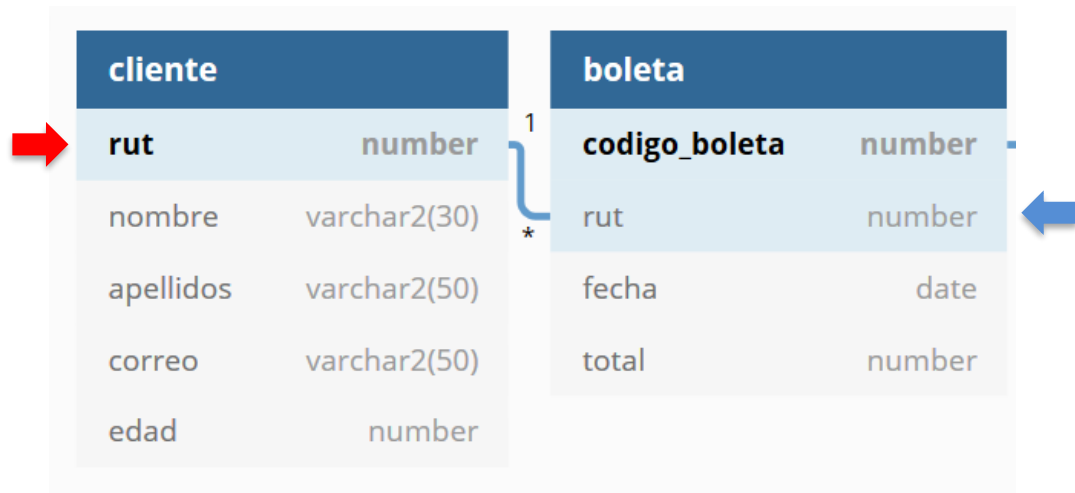 cliente
rut number
nombre varchar2(30)
apellidos varchar2(50)
correo varchar2(50)
edad number
1
*
boleta
codigo_boleta number
rut number
fecha date
total number